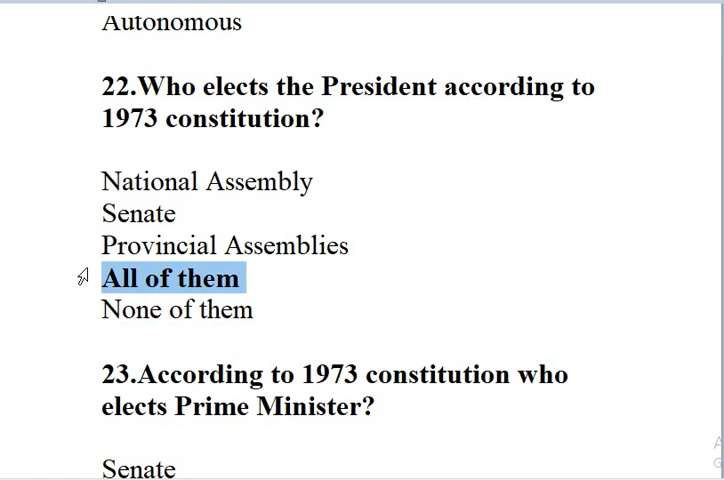 Autonomous
22.Who elects the President according to
1973 constitution?
National Assembly
Senate
Provincial Assemblies
All of them
None of them
23.According to 1973 constitution who
elects Prime Minister?
Senate